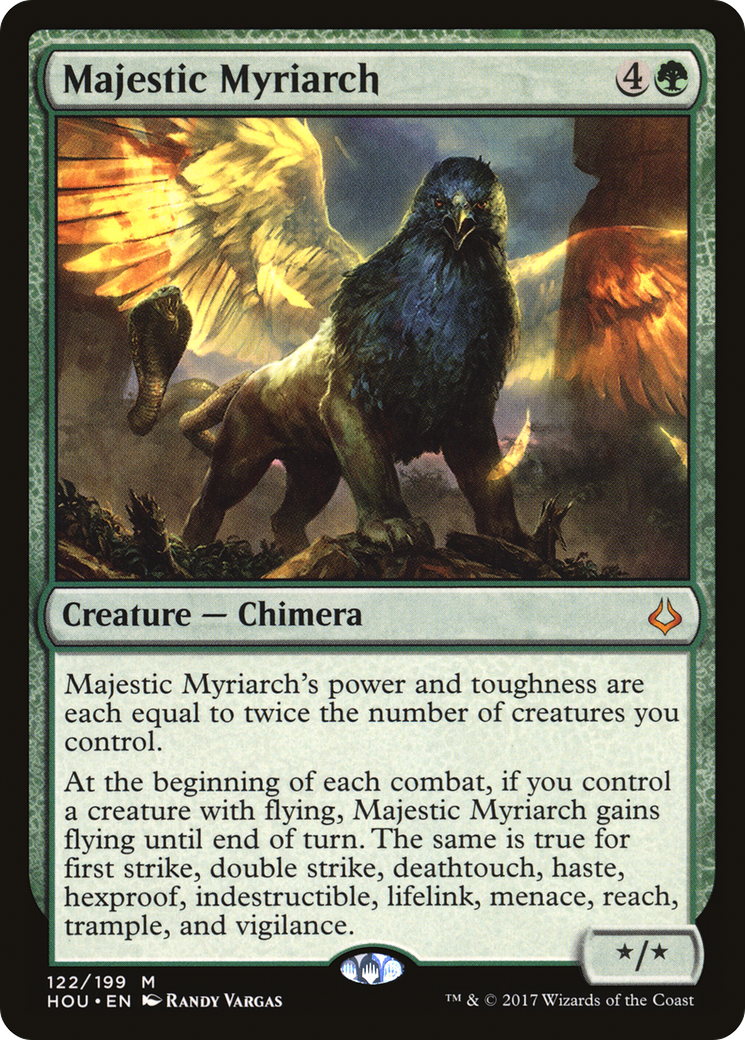 Majestic Myriarch 4
Creature — Chimera
Majestic Myriarch's power and toughness are
each equal to twice the number of creatures you
control.
At the beginning of each combat, if you control
a creature with flying, Majestic Myriarch gains
flying until end of turn. The same is true for
first strike, double strike, deathtouch, haste,
hexproof, indestructible, lifelink, menace, reach,
trample, and vigilance.
★/★
122/199 M
HOU • EN RANDY VARGAS
™ & © 2017 Wizards of the Coast